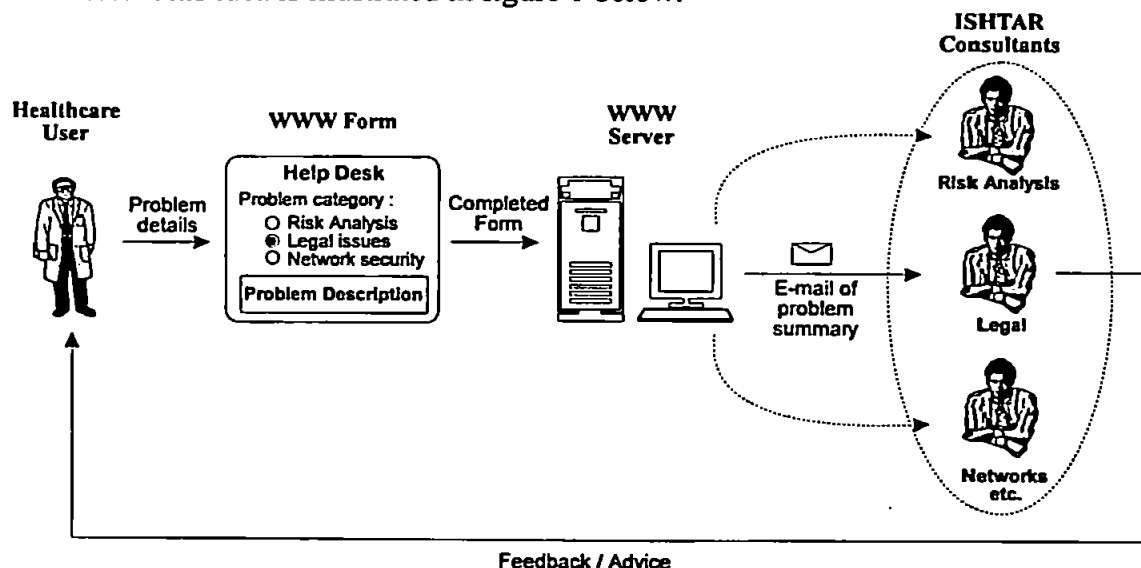 ISHTAR
Consultants
Healthcare
User
WWW Form
WWW
Server
Help Desk
Problem category :
Risk Analysis
Legal issues
Network security
Problem Description
Problem
details
Completed
Form
E-mail of
problem
summary
Risk Analysis
Legal
Networks
etc.
Feedback / Advice